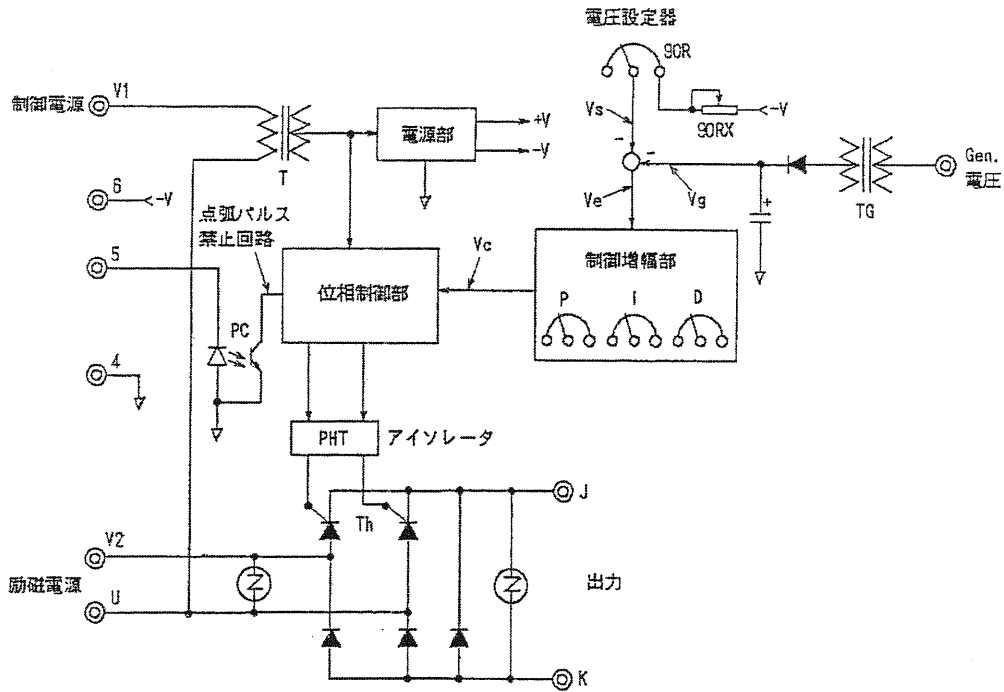 電圧設定器
90R
制御電源
V1
Vs
-V
90RX
電源部
+V
-V
T
-
-
Gen.
電圧
TG
6
-V
Ve
Vg
+
点弧パルス
禁止回路
5
Vc
制御増幅部
位相制御部
P
I
D
PC
4
PHT
アイソレータ
J
Th
V2
励磁電源
U
出力
K